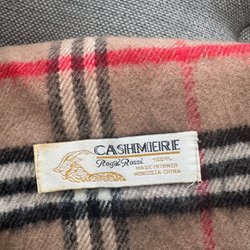 CASHMERE
Royal Rossi 100%
MADE IN INNER
MONGOLIA CHINA